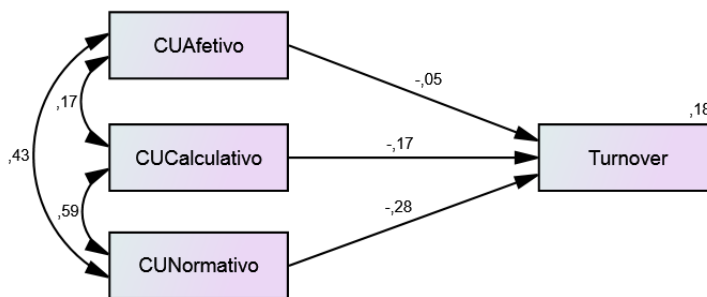 CUAfetivo
-,05
,17
,18
CUCalculativo
-,17
Turnover
,43
,59
-,28
CUNormativo